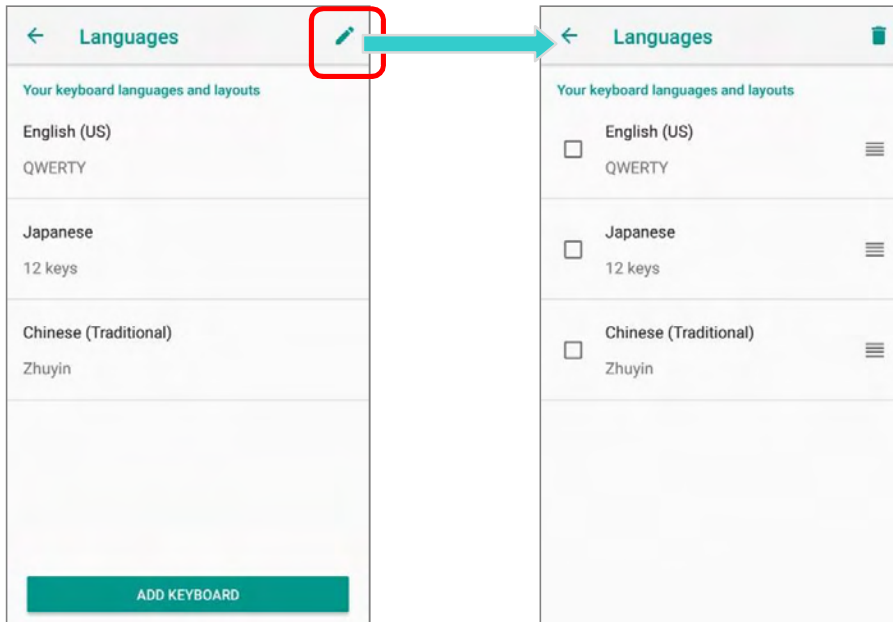 Languages
Your keyboard languages and layouts
English (US)
QWERTY
Japanese
12 keys
Chinese (Traditional)
Zhuyin
ADD KEYBOARD
Languages
Your keyboard languages and layouts
English (US)
QWERTY
Japanese
12 keys
Chinese (Traditional)
Zhuyin